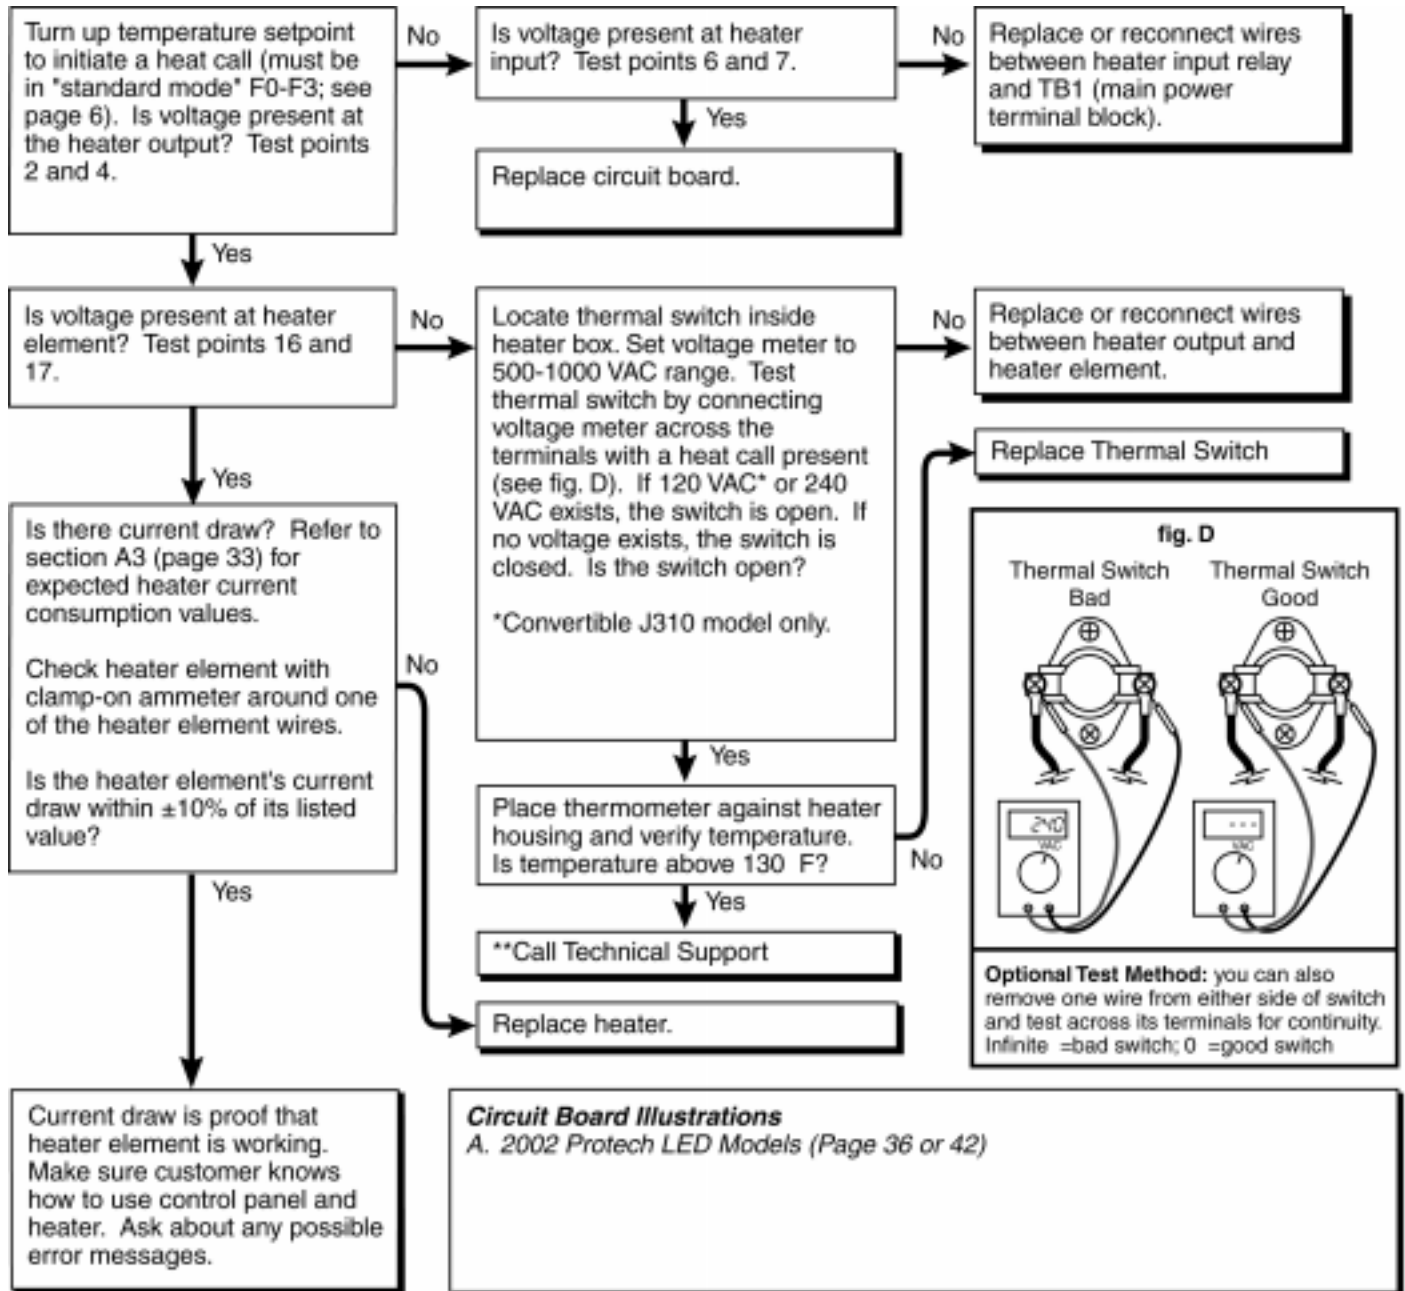 Turn up temperature setpoint
to initiate a heat call (must be
in "standard mode" F0-F3; see
page 6).  Is voltage present at
the heater output?  Test points
2 and 4.
No
Is voltage present at heater
input?  Test points 6 and 7.
No
Replace or reconnect wires
between heater input relay
and TB1 (main power
terminal block).
Yes
Replace circuit board.
Yes
Is voltage present at heater
element?  Test points 16 and
17.
No
Locate thermal switch inside
heater box. Set voltage meter to
500-1000 VAC range.  Test
thermal switch by connecting
voltage meter across the
terminals with a heat call present
(see fig. D).  If 120 VAC* or 240
VAC exists, the switch is open.  If
no voltage exists, the switch is
closed.  Is the switch open?
*Convertible J310 model only.
No
Replace or reconnect wires
between heater output and
heater element.
Replace Thermal Switch
Yes
Is there current draw?  Refer to
section A3 (page 33) for
expected heater current
consumption values.
Check heater element with
clamp-on ammeter around one
of the heater element wires.
Is the heater element's current
draw within ±10% of its listed
value?
No
Yes
Place thermometer against heater
housing and verify temperature.
Is temperature above 130  F?
No
Yes
**Call Technical Support
Replace heater.
fig. D
Thermal Switch
Bad
Thermal Switch
Good
240
VAC
---
VAC
Optional Test Method: you can also
remove one wire from either side of switch
and test across its terminals for continuity.
Infinite  =bad switch; 0  =good switch
Yes
Current draw is proof that
heater element is working.
Make sure customer knows
how to use control panel and
heater.  Ask about any possible
error messages.
Circuit Board Illustrations
A.  2002 Protech LED Models (Page 36 or 42)